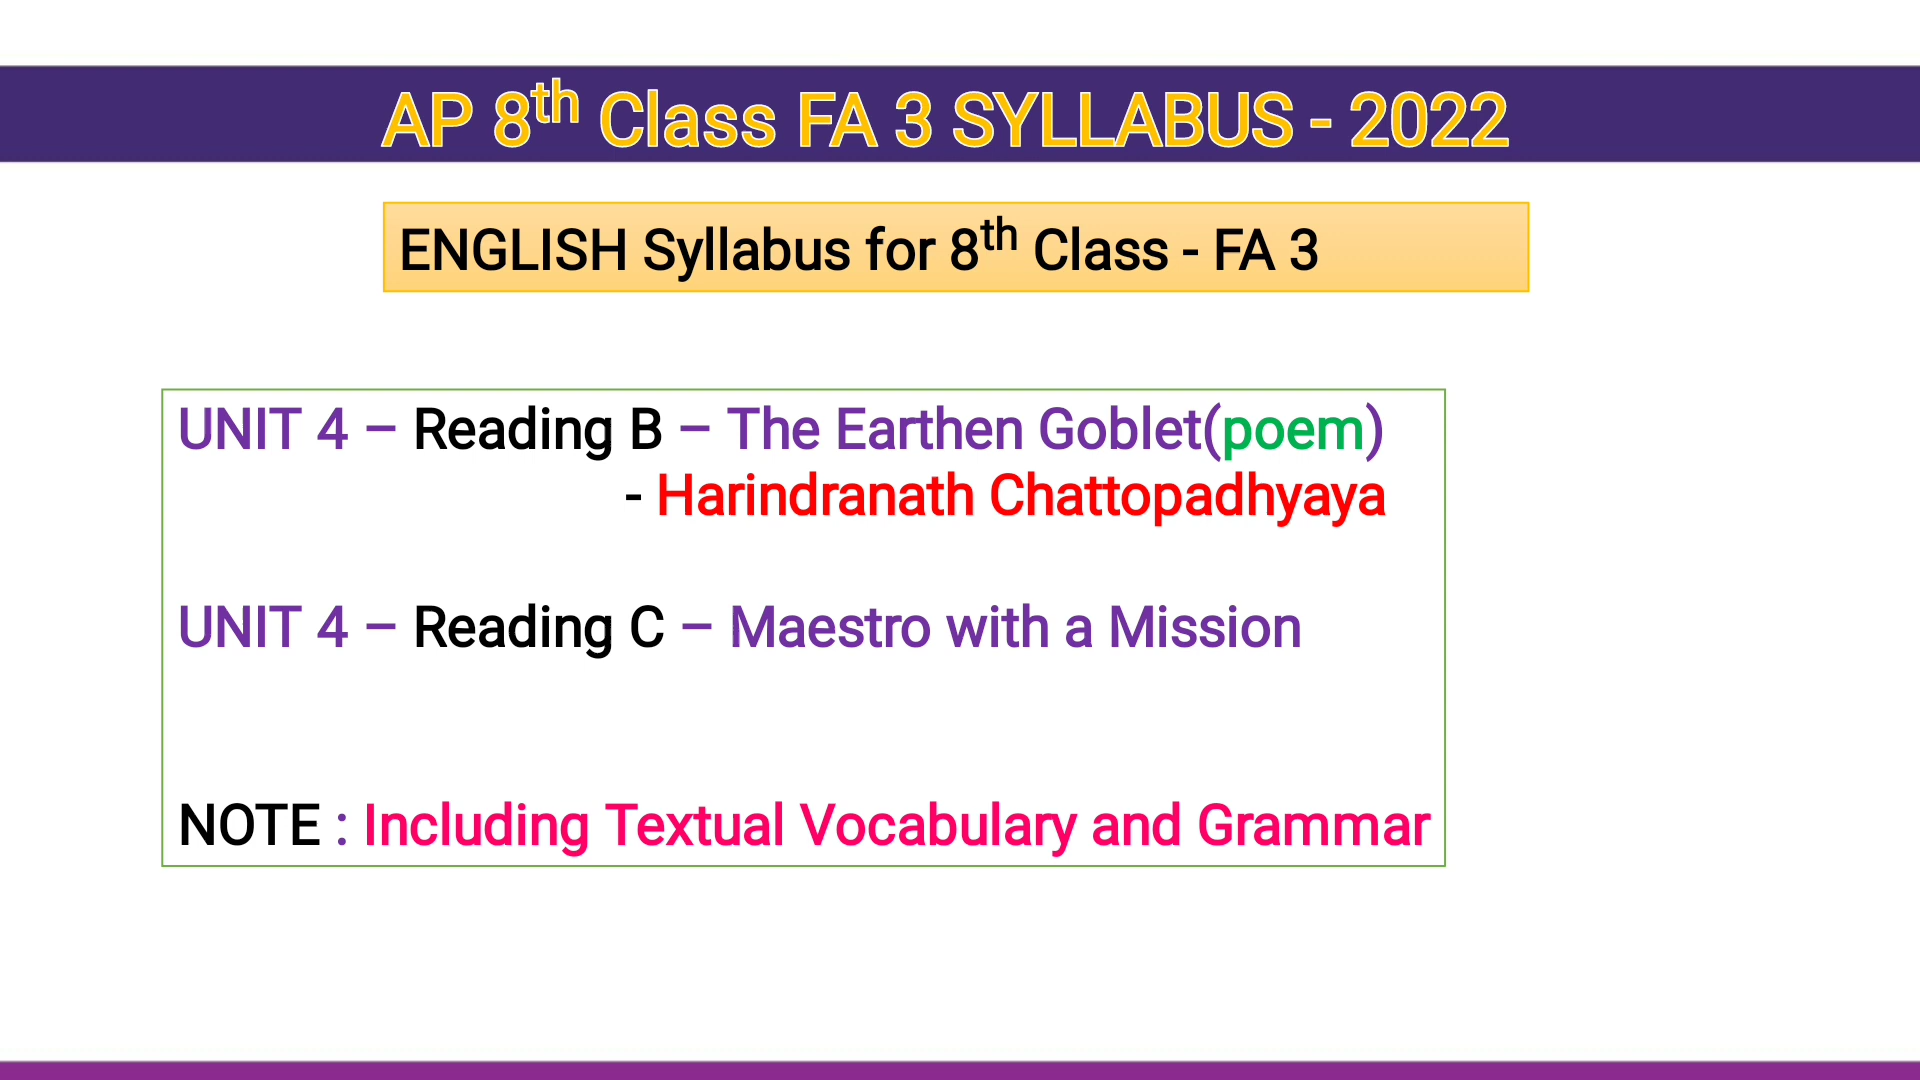 AP 8th Class FA 3 SYLLABUS - 2022
ENGLISH Syllabus for 8th Class - FA 3
UNIT 4 – Reading B – The Earthen Goblet(poem)
- Harindranath Chattopadhyaya
UNIT 4 – Reading C – Maestro with a Mission
NOTE : Including Textual Vocabulary and Grammar